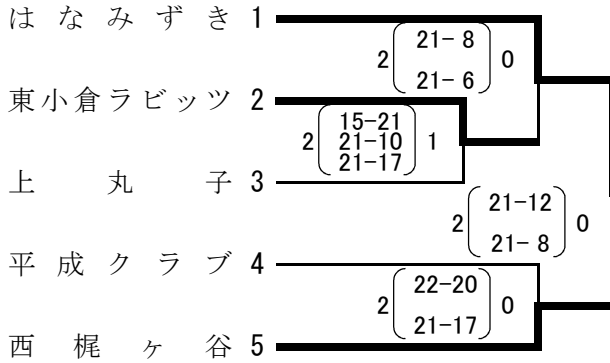 はなみずき 1
2 21-8 0
21-6
東小倉ラビッツ 2
2 15-21 1
21-10
21-17
上丸子 3
2 21-12 0
21-8
平成クラブ 4
2 22-20 0
21-17
西梶ヶ谷 5